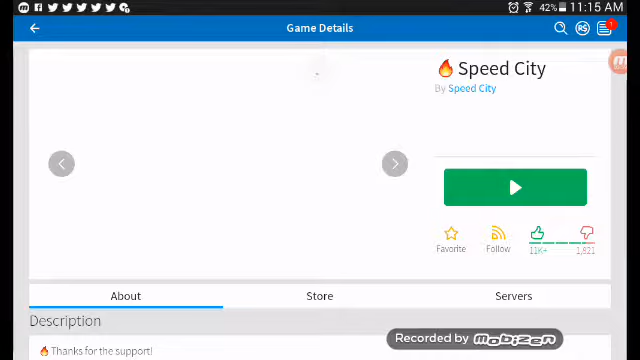 42% 11:15 AM
Game Details
R$
1
🔥Speed City
By Speed City
Favorite
Follow
11K+
1,821
About
Store
Servers
Description
🔥Thanks for the support!
Recorded by mobizen